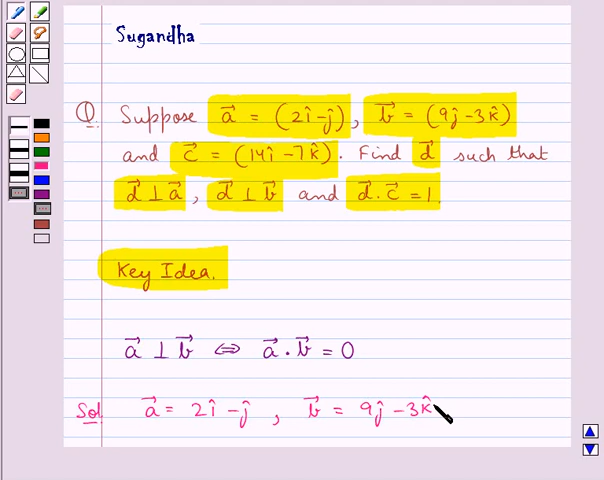 Sugandha
Q. Suppose a⃗ = (2î-ĵ), b⃗ = (9ĵ-3k̂)
and c⃗ = (14î-7k̂). Find d⃗ such that
d⃗ ⊥ a⃗, d⃗ ⊥ b⃗ and d⃗. c⃗ = 1.
Key Idea.
a⃗ ⊥ b⃗ ⇔ a⃗ . b⃗ = 0
Sol. a⃗ = 2î - ĵ , b⃗ = 9ĵ - 3k̂